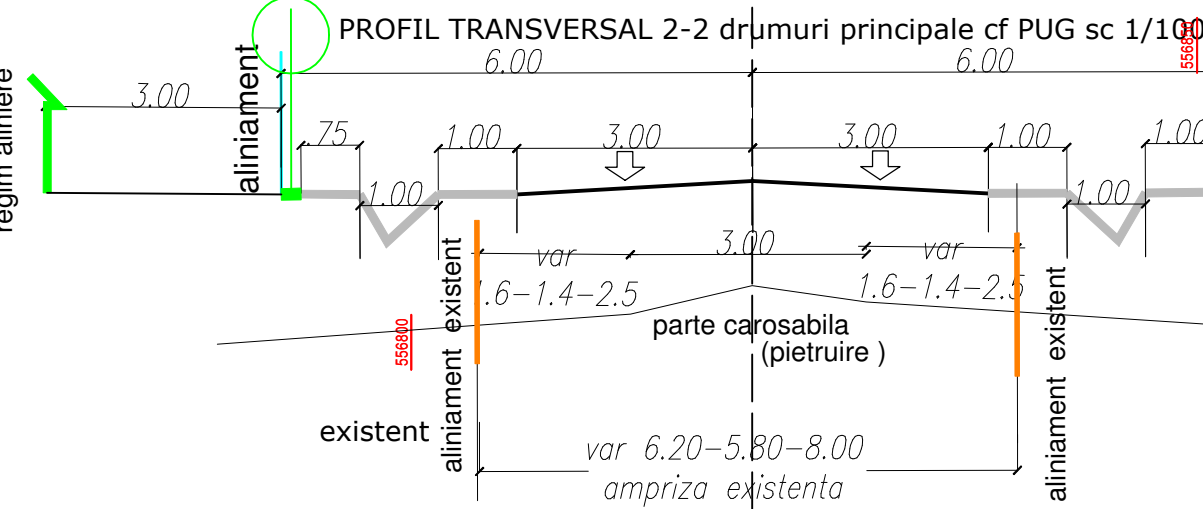 PROFIL TRANSVERSAL 2-2 drumuri principale cf PUG sc 1/100
556850
6.00
6.00
regim aliniere
3.00
aliniament
.75
1.00
3.00
3.00
1.00
1.00
1.00
1.00
var
3.00
var
1.6-1.4-2.5
1.6-1.4-2.5
aliniament existent
556800
parte carosabila
(pietruire )
aliniament existent
existent
var 6.20-5.80-8.00
ampriza existenta